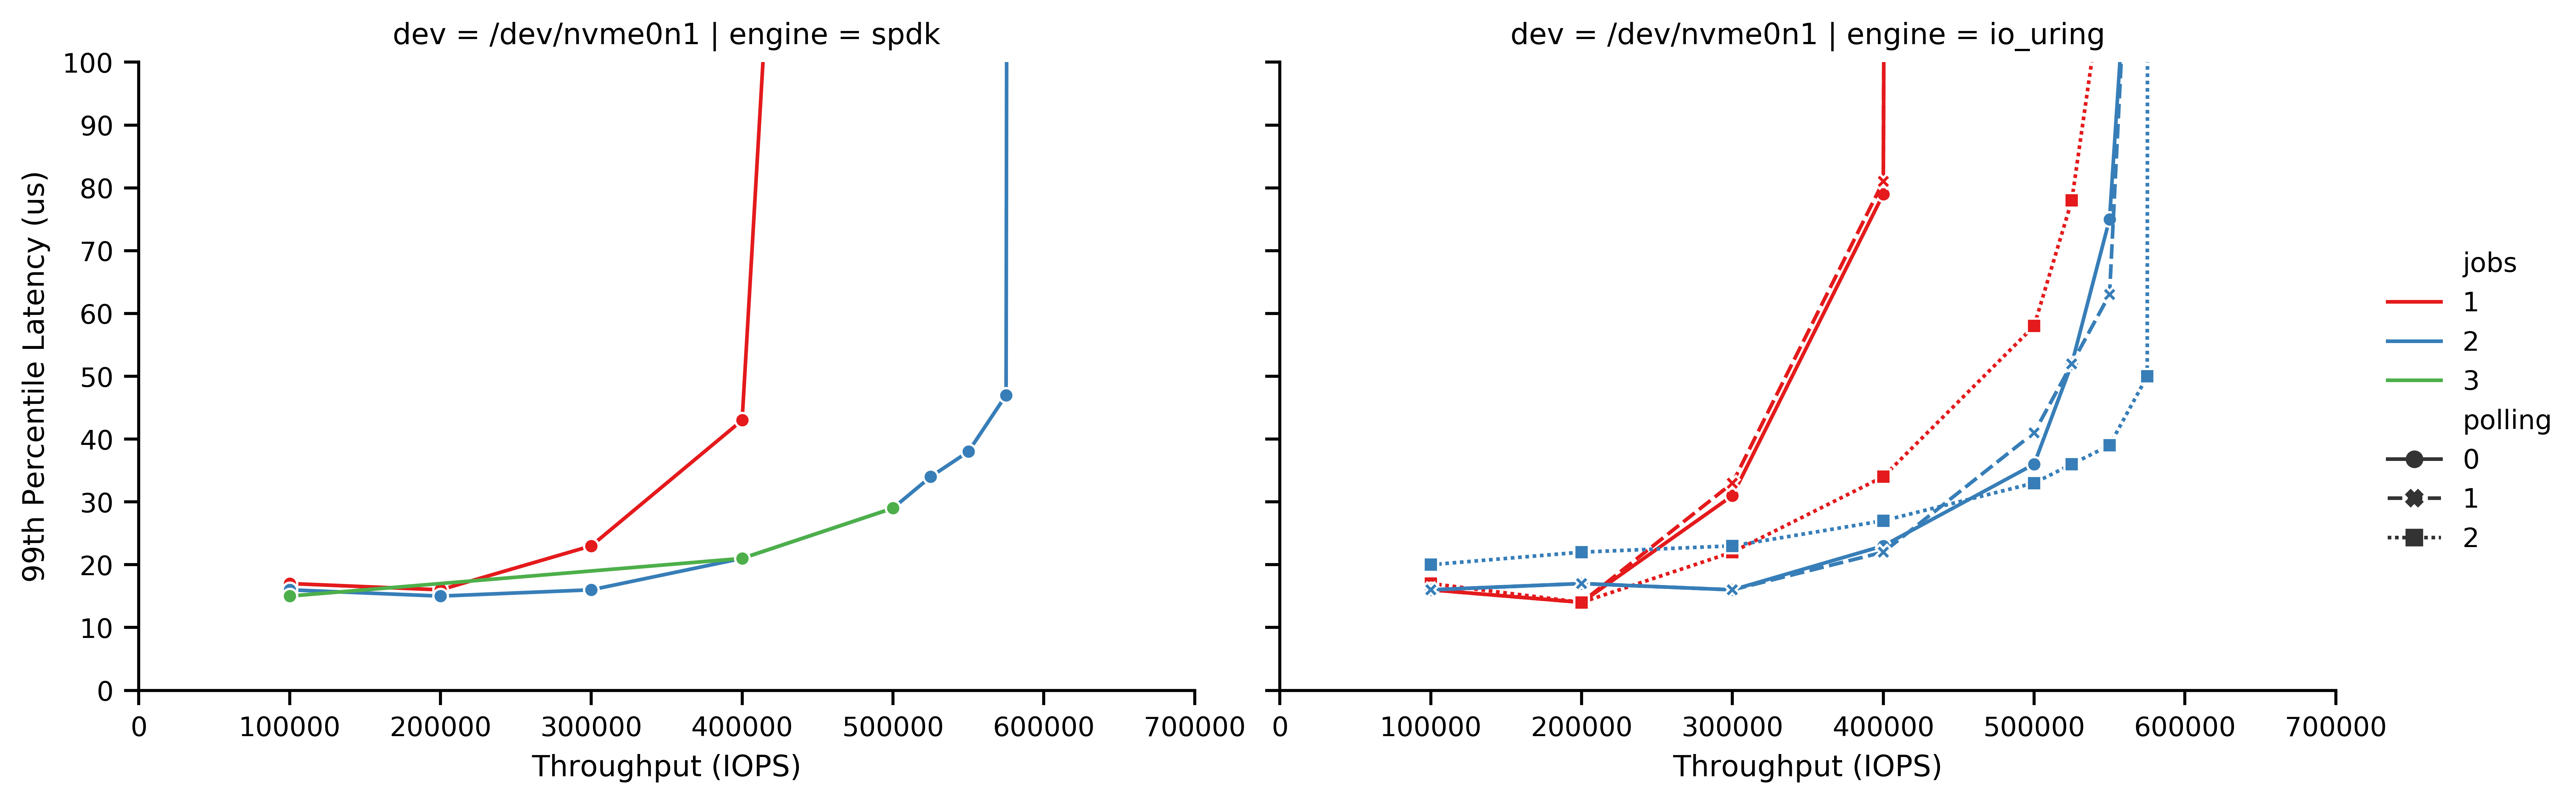 dev = /dev/nvme0n1 | engine = spdk
100
90
80
70
60
50
40
30
20
10
0
99th Percentile Latency (us)
0 100000 200000 300000 400000 500000 600000 700000
Throughput (IOPS)
dev = /dev/nvme0n1 | engine = io_uring
0 100000 200000 300000 400000 500000 600000 700000
Throughput (IOPS)
jobs
1
2
3
polling
0
1
2